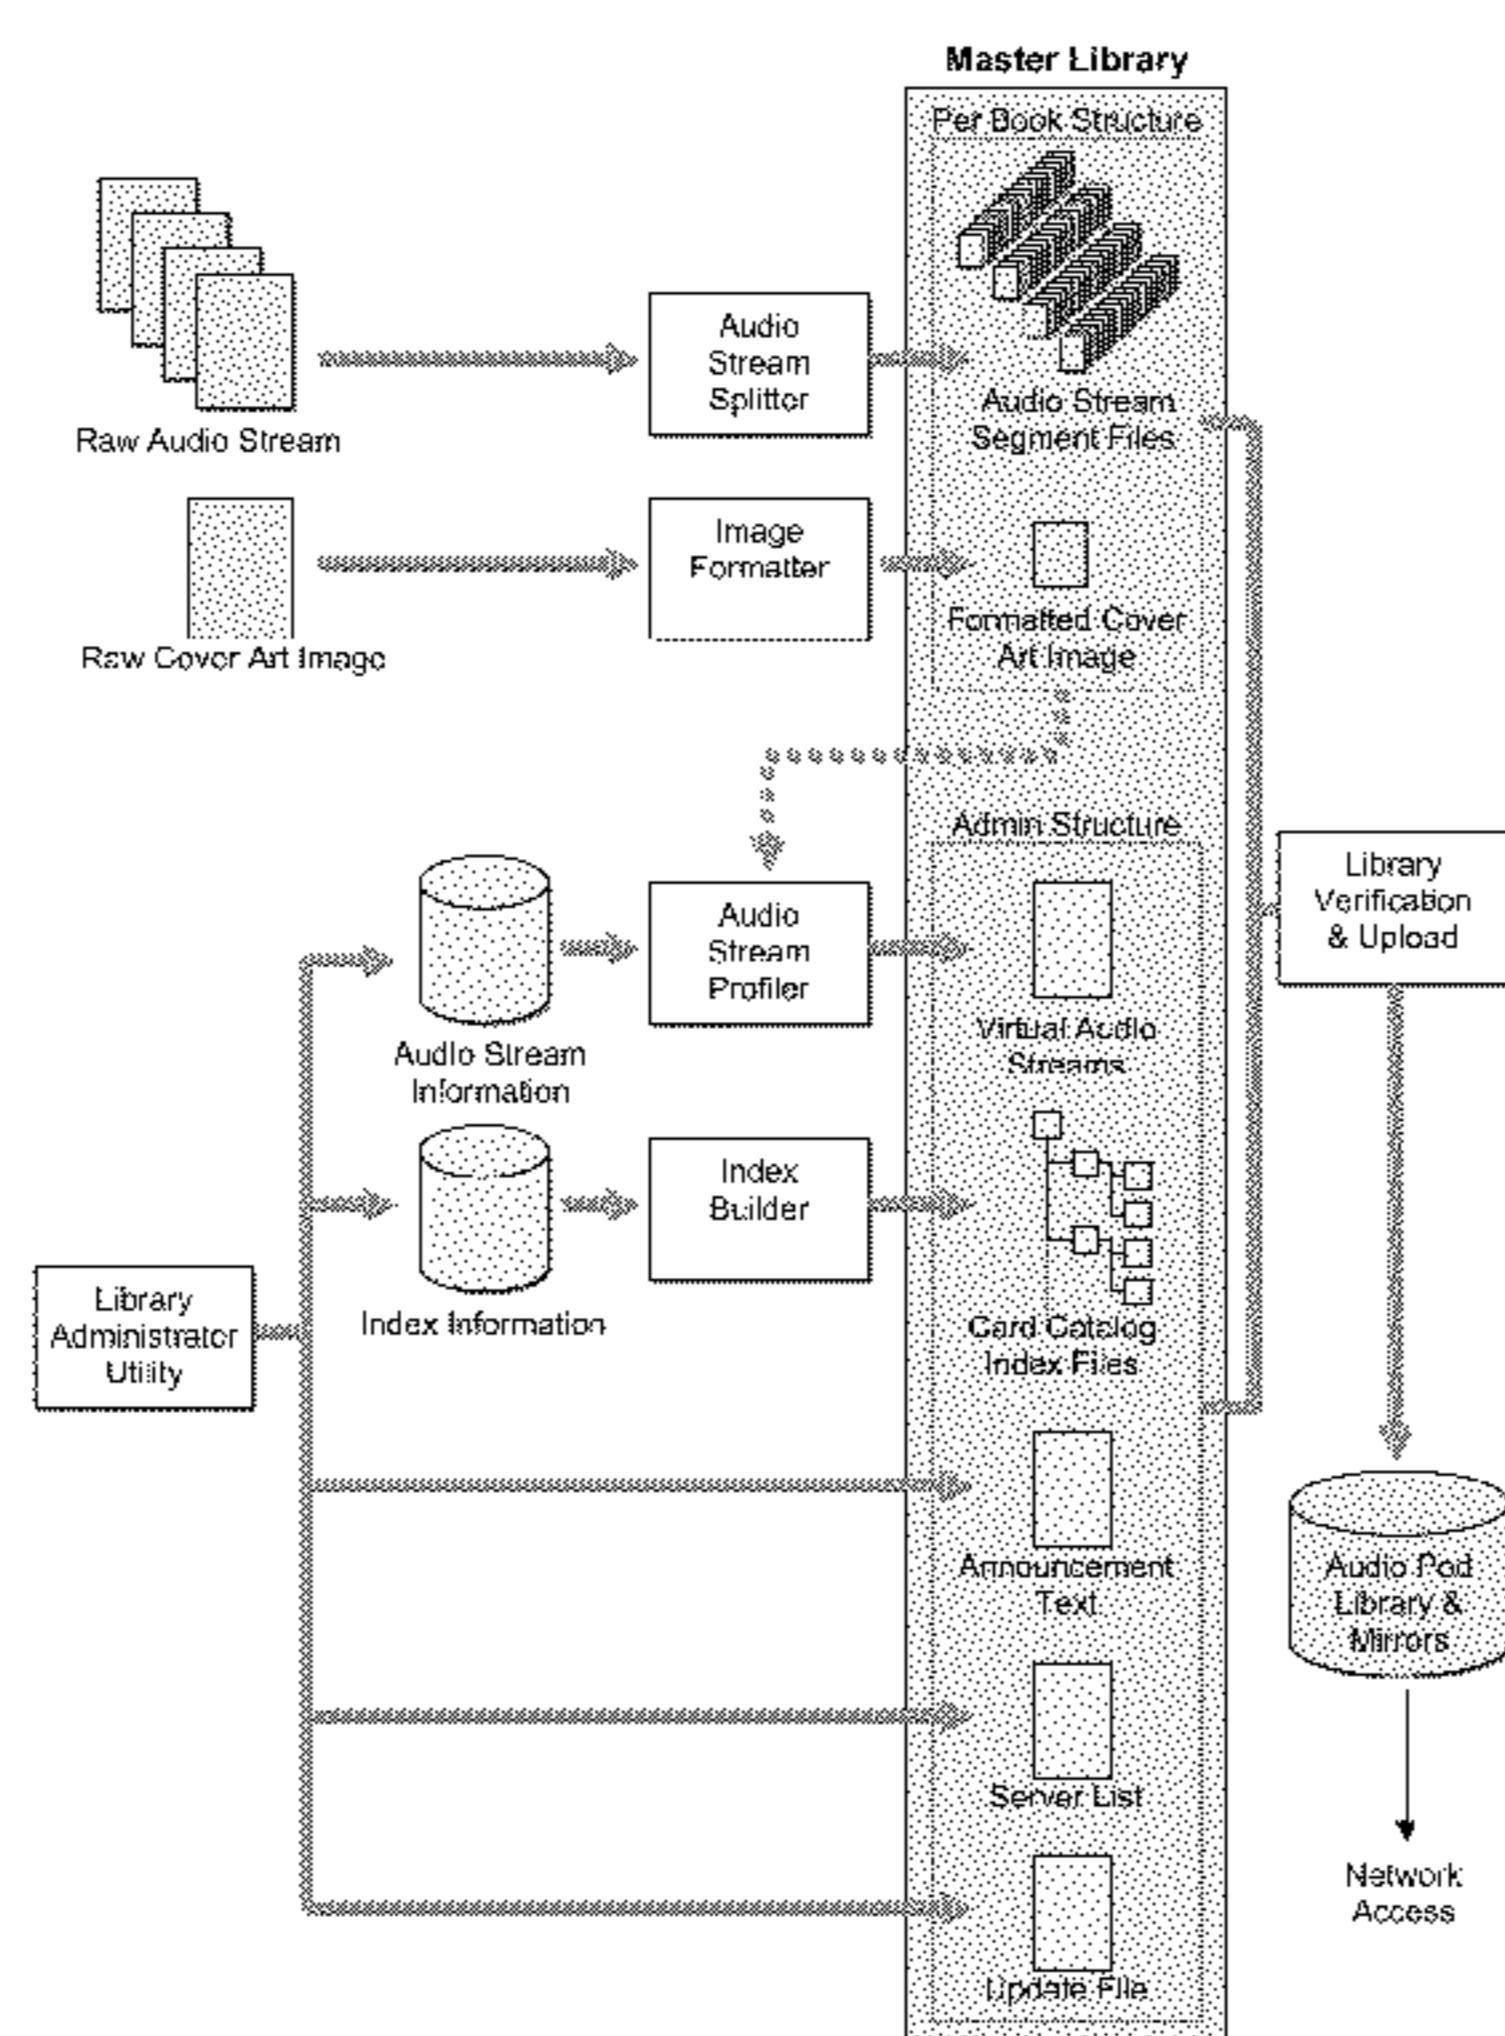 Master Library
Per Book Structure
Raw Audio Stream
Audio
Stream
Splitter
Audio Stream
Segment Files
Raw Cover Art Image
Image
Formatter
Formatted Cover
Art Image
Admin Structure
Audio Stream
Information
Audio
Stream
Profiler
Virtual Audio
Streams
Library
Verification
& Upload
Index Information
Index
Builder
Card Catalog
Index Files
Library
Administrator
Utility
Announcement
Text
Audio Pod
Library &
Mirrors
Server List
Network
Access
Update File